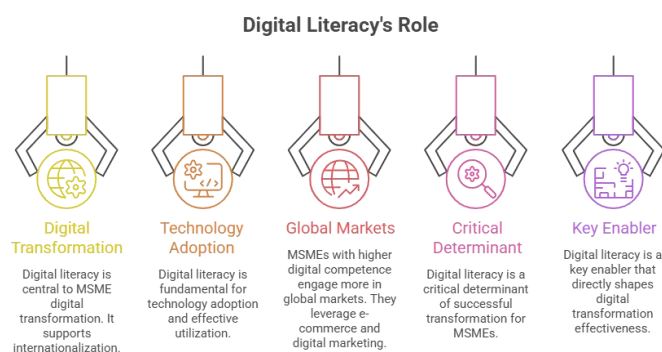 Digital Literacy's Role
Digital
Transformation
Digital literacy is
central to MSME
digital
transformation. It
supports
internationalization.
Technology
Adoption
Digital literacy is
fundamental for
technology adoption
and effective
utilization.
Global Markets
MSMEs with higher
digital competence
engage more in
global markets. They
leverage e-
commerce and
digital marketing.
Critical
Determinant
Digital literacy is a
critical determinant
of successful
transformation for
MSMEs.
Key Enabler
Digital literacy is a
key enabler that
directly shapes
digital
transformation
effectiveness.